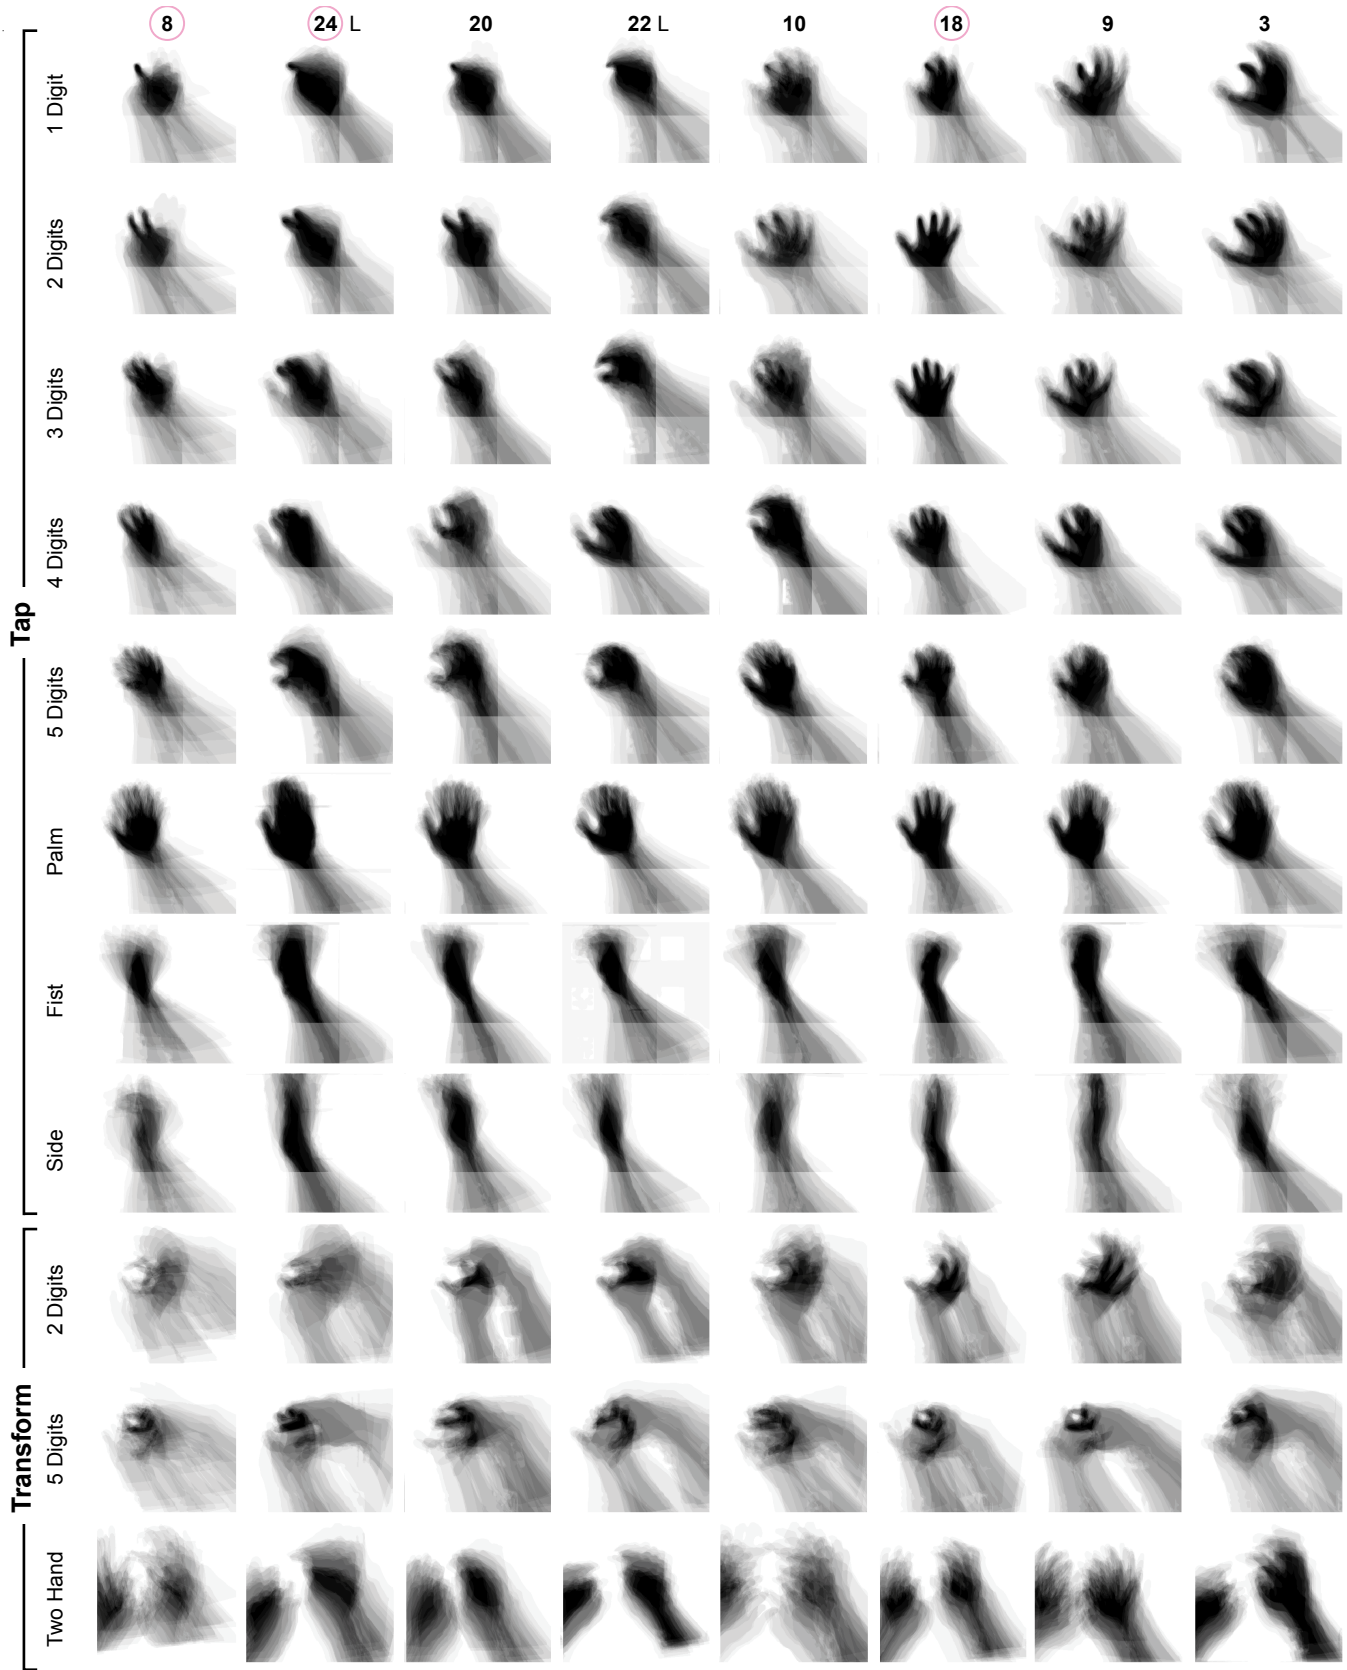 8 24 L 20 22 L 10 18 9 3
Tap
1 Digit
2 Digits
3 Digits
4 Digits
5 Digits
Palm
Fist
Side
Transform
2 Digits
5 Digits
Two Hand